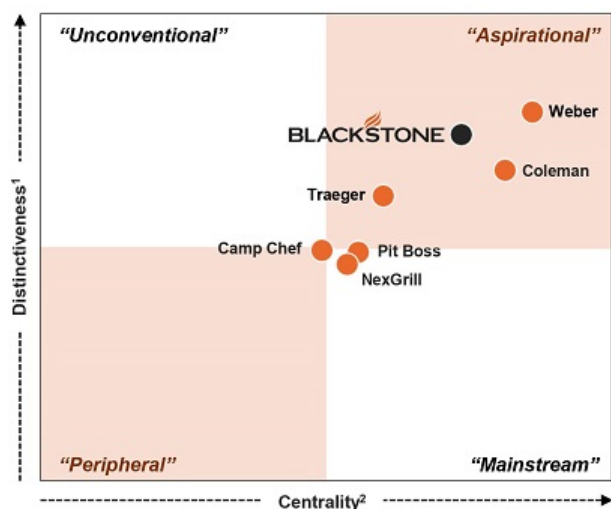 “Unconventional”
“Aspirational”
Weber
BLACKSTONE
Coleman
Traeger
Camp Chef
Pit Boss
NexGrill
Distinctiveness1
“Peripheral”
“Mainstream”
Centrality2